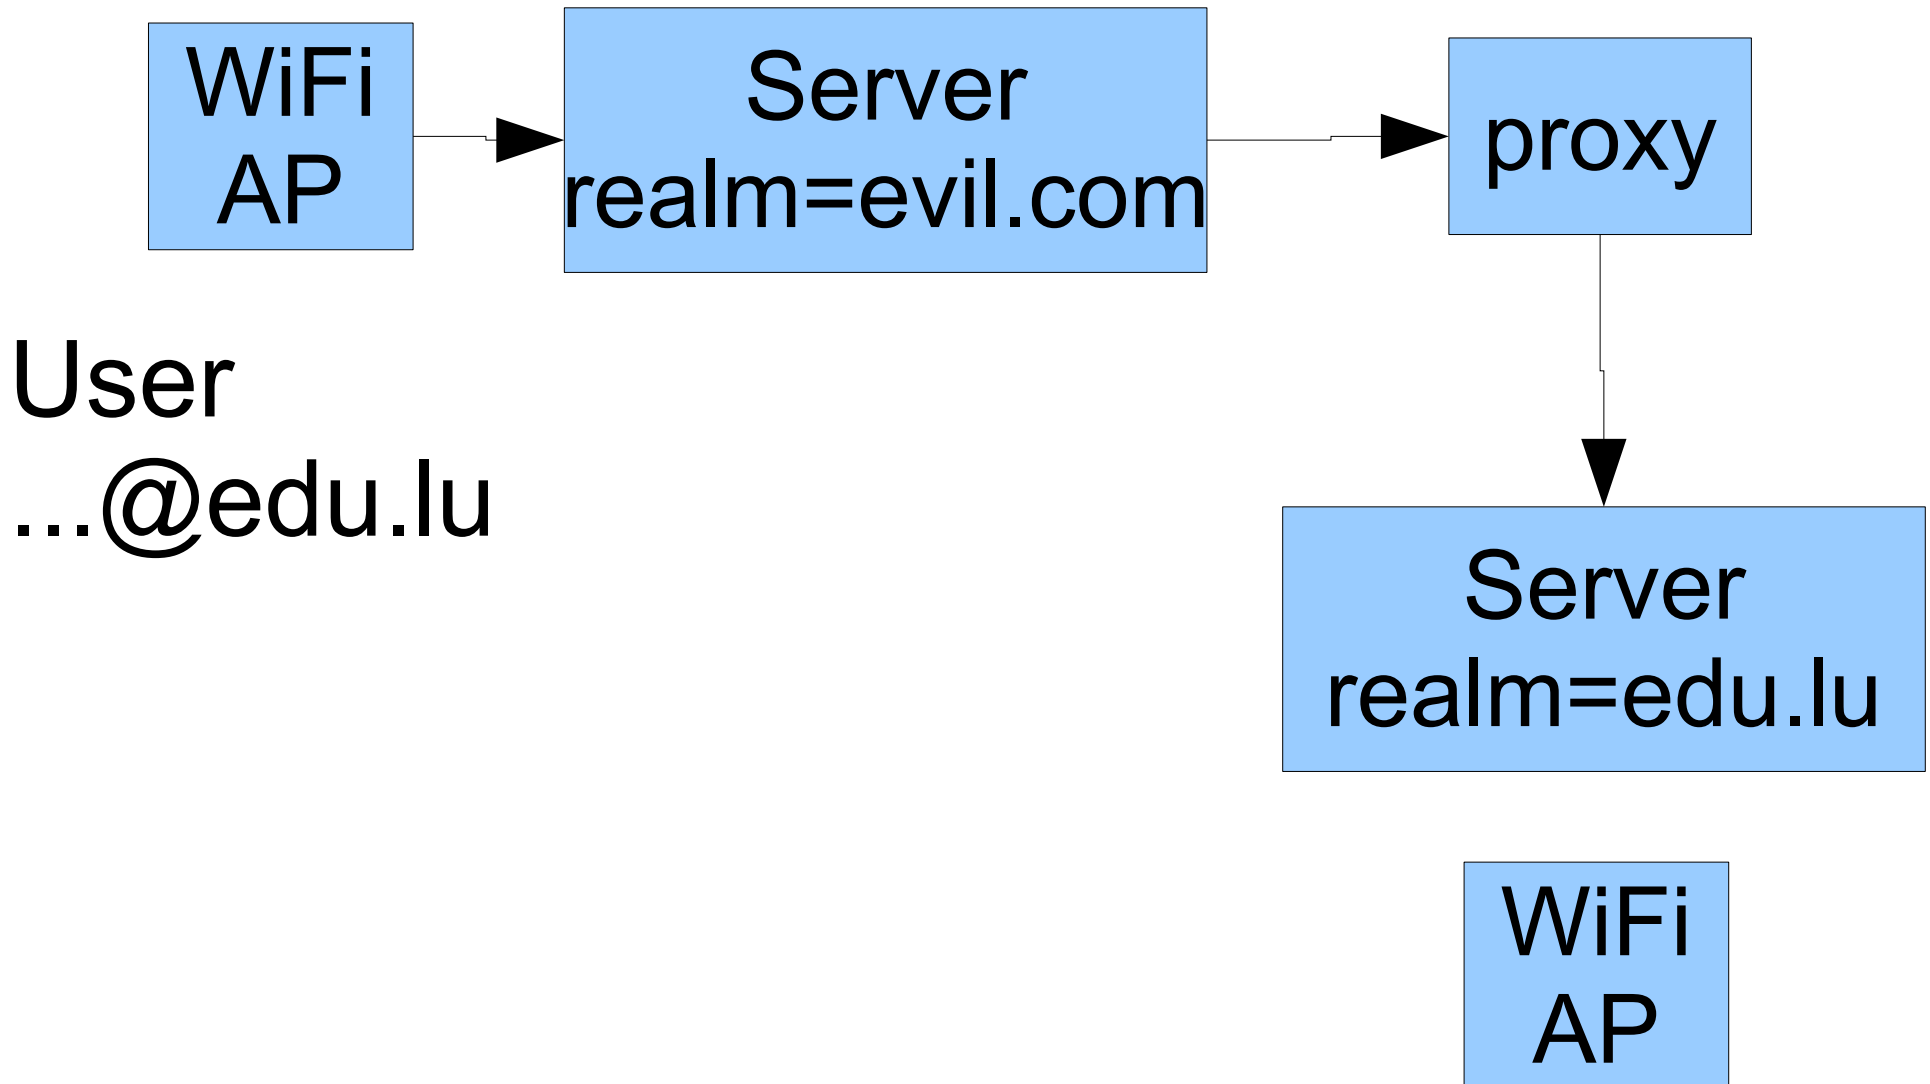 WiFi
AP
Server
realm=evil.com
proxy
User
...@edu.lu
Server
realm=edu.lu
WiFi
AP